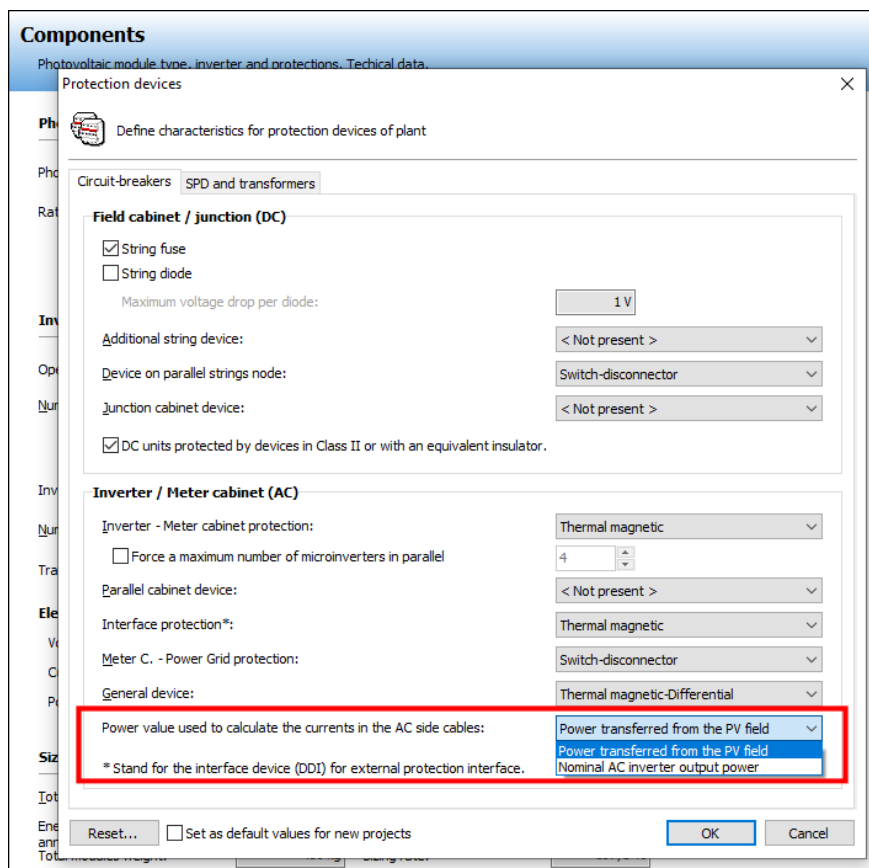 Components
Photovoltaic module type, inverter and protections. Techical data.
Protection devices
Define characteristics for protection devices of plant
Circuit-breakers
SPD and transformers
Field cabinet / junction (DC)
String fuse
String diode
Maximum voltage drop per diode:
1 V
Additional string device:
< Not present >
Device on parallel strings node:
Switch-disconnector
Junction cabinet device:
< Not present >
DC units protected by devices in Class II or with an equivalent insulator.
Inverter / Meter cabinet (AC)
Inverter - Meter cabinet protection:
Thermal magnetic
Force a maximum number of microinverters in parallel
4
Parallel cabinet device:
< Not present >
Interface protection*:
Thermal magnetic
Meter C. - Power Grid protection:
Switch-disconnector
General device:
Thermal magnetic-Differential
Power value used to calculate the currents in the AC side cables:
Power transferred from the PV field
Power transferred from the PV field
Nominal AC inverter output power
* Stand for the interface device (DDI) for external protection interface.
Reset...
Set as default values for new projects
OK
Cancel